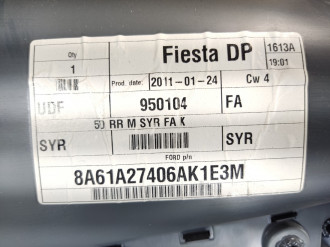 Qty Fiesta DP 1613A
1 Prod. date: 2011-01-24 Cw 4 19:01
UDF 950104 FA
5D RR M SYR FA K
SYR SYR
FORD p/n
8A61A27406AK1E3M